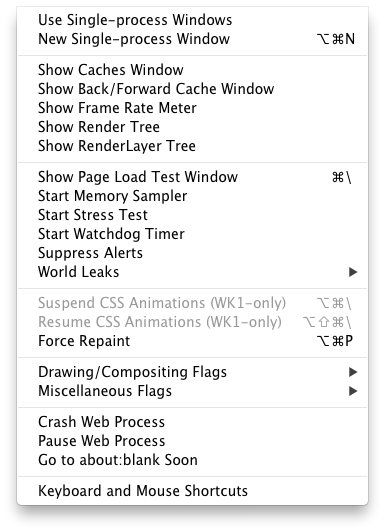 Use Single-process Windows
New Single-process Window ⌥⌘N
Show Caches Window
Show Back/Forward Cache Window
Show Frame Rate Meter
Show Render Tree
Show RenderLayer Tree
Show Page Load Test Window ⌘\
Start Memory Sampler
Start Stress Test
Start Watchdog Timer
Suppress Alerts
World Leaks
Suspend CSS Animations (WK1-only) ⌥⌘\
Resume CSS Animations (WK1-only) ⌥⇧⌘\
Force Repaint ⌥⌘P
Drawing/Compositing Flags
Miscellaneous Flags
Crash Web Process
Pause Web Process
Go to about:blank Soon
Keyboard and Mouse Shortcuts